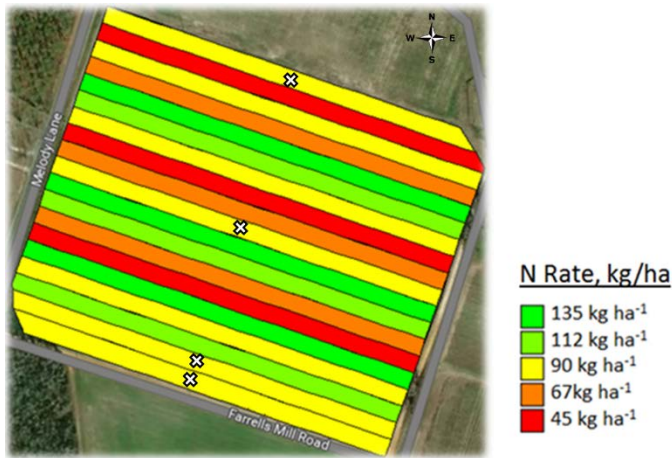 N
W E
S
Melody Lane
Farrells Mill Road
N Rate, kg/ha
135 kg ha⁻¹
112 kg ha⁻¹
90 kg ha⁻¹
67kg ha⁻¹
45 kg ha⁻¹